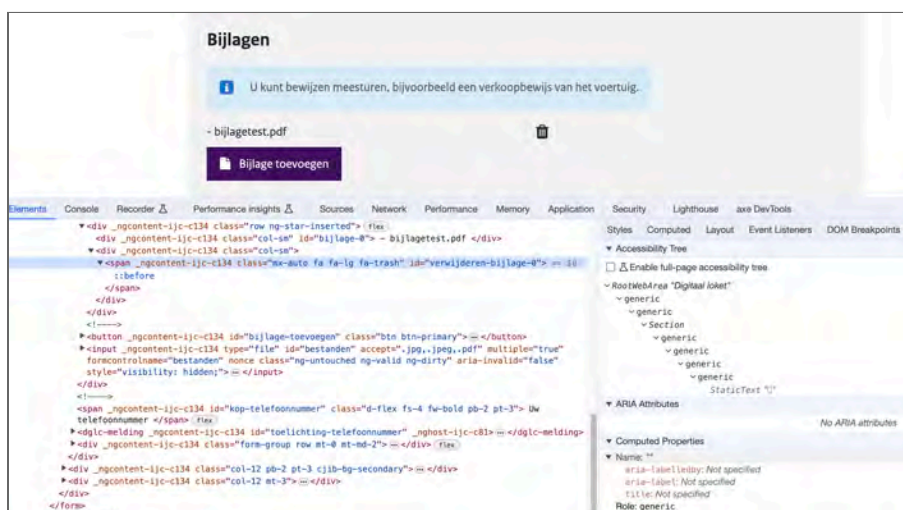 Bijlagen
U kunt bewijzen meesturen, bijvoorbeeld een verkoopbewijs van het voertuig.
- bijlagetest.pdf
Bijlage toevoegen
Elements Console Recorder Performance insights Sources Network Performance Memory Application Security Lighthouse axe DevTools
▼<div _ngcontent-ijc-c134 class="row ng-star-inserted"> flex
<div _ngcontent-ijc-c134 class="col-sm" id="bijlage-0"> - bijlagetest.pdf </div>
▼<div _ngcontent-ijc-c134 class="col-sm">
▼<span _ngcontent-ijc-c134 class="mx-auto fa fa-lg fa-trash" id="verwijderen-bijlage-0"> == $0
::before
</span>
</div>
</div>
<!---->
▶<button _ngcontent-ijc-c134 id="bijlage-toevoegen" class="btn btn-primary">…</button>
▶<input _ngcontent-ijc-c134 type="file" id="bestanden" accept=".jpg,.jpeg,.pdf" multiple="true"
formcontrolname="bestanden" nonce class="ng-untouched ng-valid ng-dirty" aria-invalid="false"
style="visibility: hidden;">…</input>
</div>
<!---->
<span _ngcontent-ijc-c134 id="kop-telefoonnummer" class="d-flex fs-4 fw-bold pb-2 pt-3"> Uw
telefoonnummer </span> flex
▶<dglc-melding _ngcontent-ijc-c134 id="toelichting-telefoonnummer" _nghost-ijc-c81>…</dglc-melding>
▶<div _ngcontent-ijc-c134 class="form-group row mt-0 mt-md-2">…</div> flex
</div>
▶<div _ngcontent-ijc-c134 class="col-12 pb-2 pt-3 cjib-bg-secondary">…</div>
▶<div _ngcontent-ijc-c134 class="col-12 mt-3">…</div>
</div>
</form>
Styles Computed Layout Event Listeners DOM Breakpoints
▼ Accessibility Tree
Enable full-page accessibility tree
RootWebArea "Digitaal loket"
generic
generic
Section
generic
generic
generic
generic
StaticText
▼ ARIA Attributes
No ARIA attributes
▼ Computed Properties
▼ Name: ""
aria-labelledby: Not specified
aria-label: Not specified
title: Not specified
Role: generic